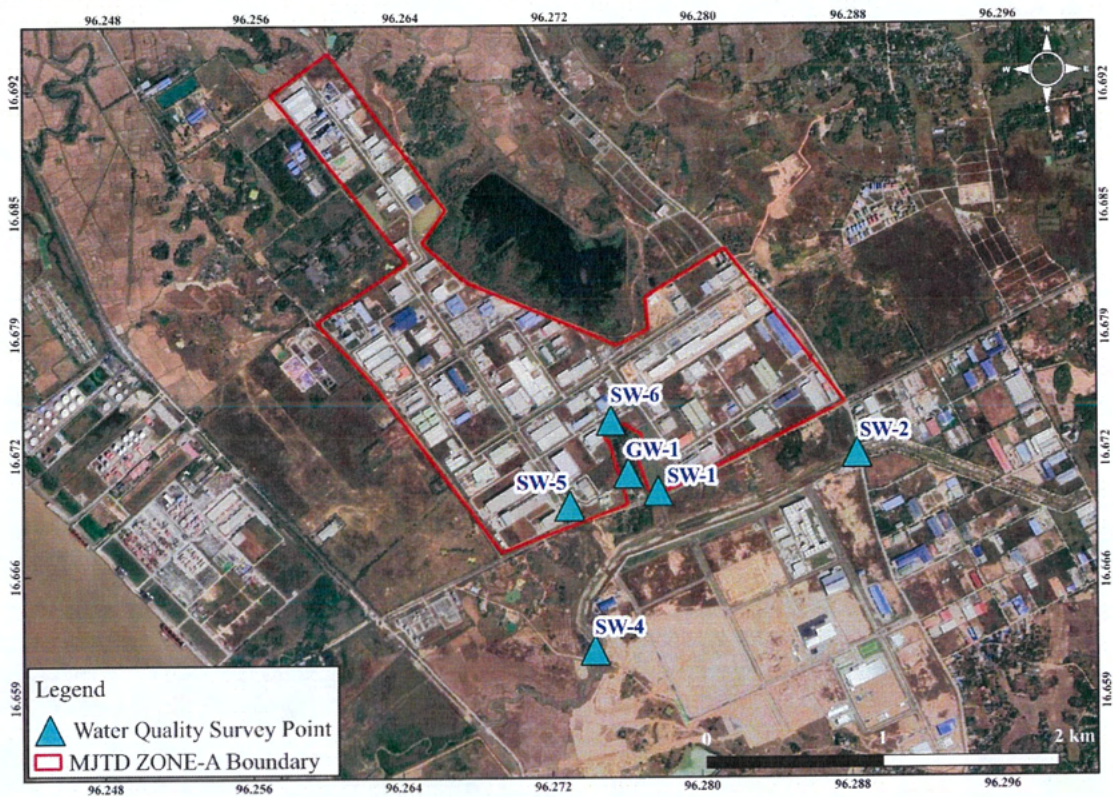 96.248 96.256 96.264 96.272 96.280 96.288 96.296
N
W E
16.692 16.692
16.685 16.685
16.679 16.679
SW-6
SW-2
16.672 16.672
GW-1
SW-5 SW-1
16.666 16.666
SW-4
16.659 16.659
Legend
Water Quality Survey Point
MJTD ZONE-A Boundary
0 1 2 km
96.248 96.256 96.264 96.272 96.280 96.288 96.296